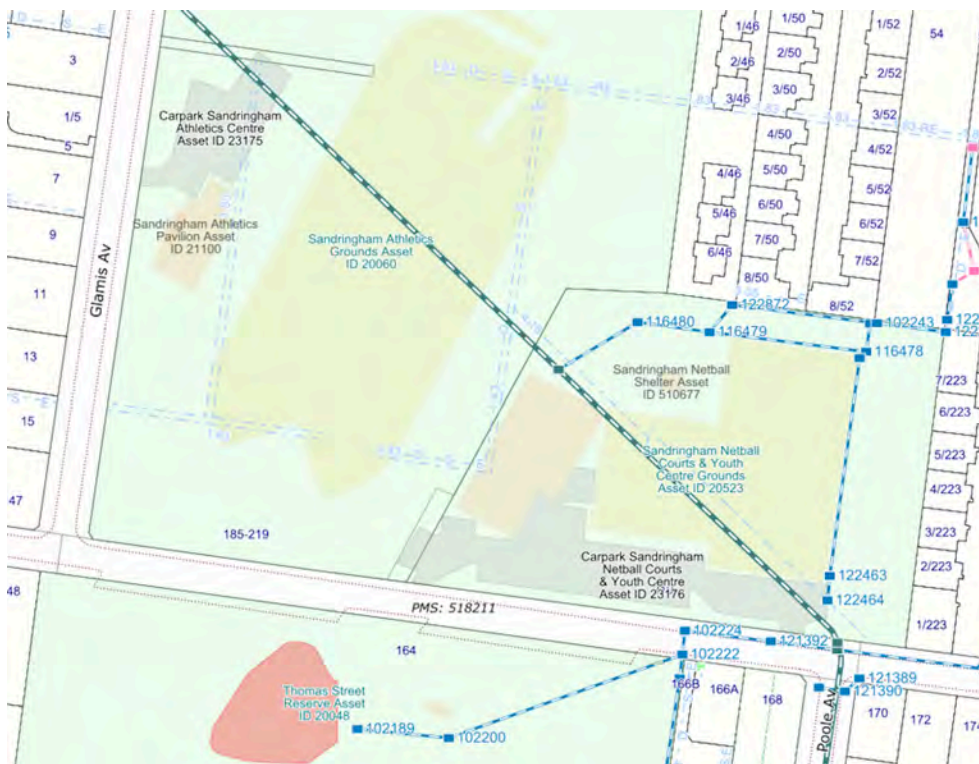 3
1/5
5
7
9
11
13
15
47
48
Glamis Av
Carpark Sandringham
Athletics Centre
Asset ID 23175
Sandringham Athletics
Pavilion Asset
ID 21100
Sandringham Athletics
Grounds Asset
ID 20060
185-219
1/46
2/46
3/46
4/46
5/46
6/46
1/50
2/50
3/50
4/50
5/50
6/50
7/50
8/50
1/52
2/52
3/52
4/52
5/52
6/52
7/52
8/52
54
122872
116480
116479
102243
116478
Sandringham Netball
Shelter Asset
ID 510677
Sandringham Netball
Courts & Youth
Centre Grounds
Asset ID 20523
7/223
6/223
5/223
4/223
3/223
2/223
1/223
Carpark Sandringham
Netball Courts
& Youth Centre
Asset ID 23176
122463
122464
PMS: 518211
102224
121392
102222
121389
121390
164
Thomas Street
Reserve Asset
ID 20048
102189
102200
166B
166A
168
Poole Av
170
172